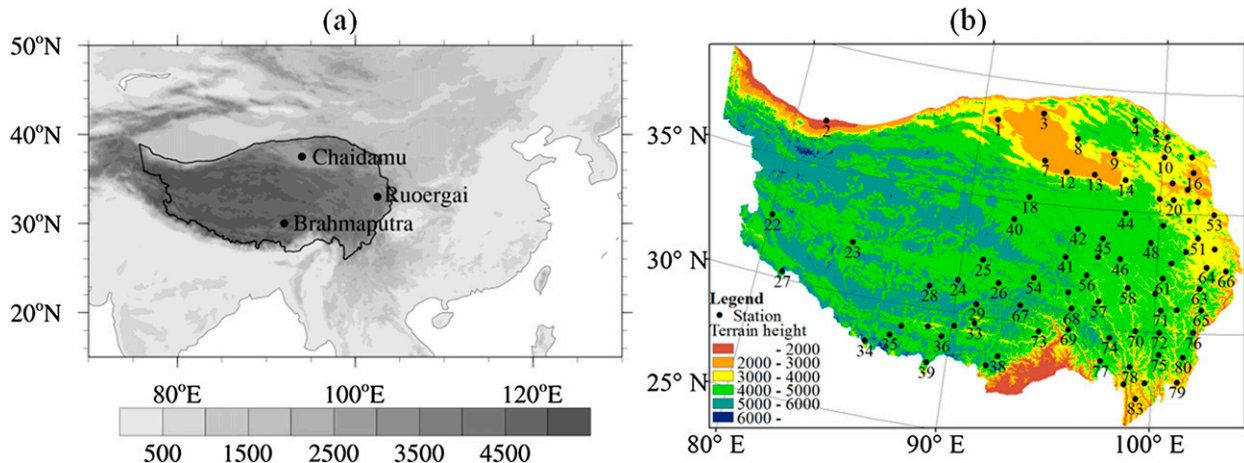 (a)
50°N
40°N
30°N
20°N
80°E
100°E
120°E
Chaidamu
Ruoergai
Brahmaputra
500
1500
2500
3500
4500
(b)
35° N
30° N
25° N
80° E
90° E
100° E
Legend
Station
Terrain height
- 2000
2000 - 3000
3000 - 4000
4000 - 5000
5000 - 6000
6000 -
2
1
3
4
5
6
8
9
10
7
12
13
14
16
18
20
22
40
44
53
23
42
45
48
51
27
25
41
46
64
66
28
24
26
54
56
58
61
63
29
67
57
65
33
68
71
34
35
36
73
69
74
70
72
76
39
38
77
78
75
80
79
83